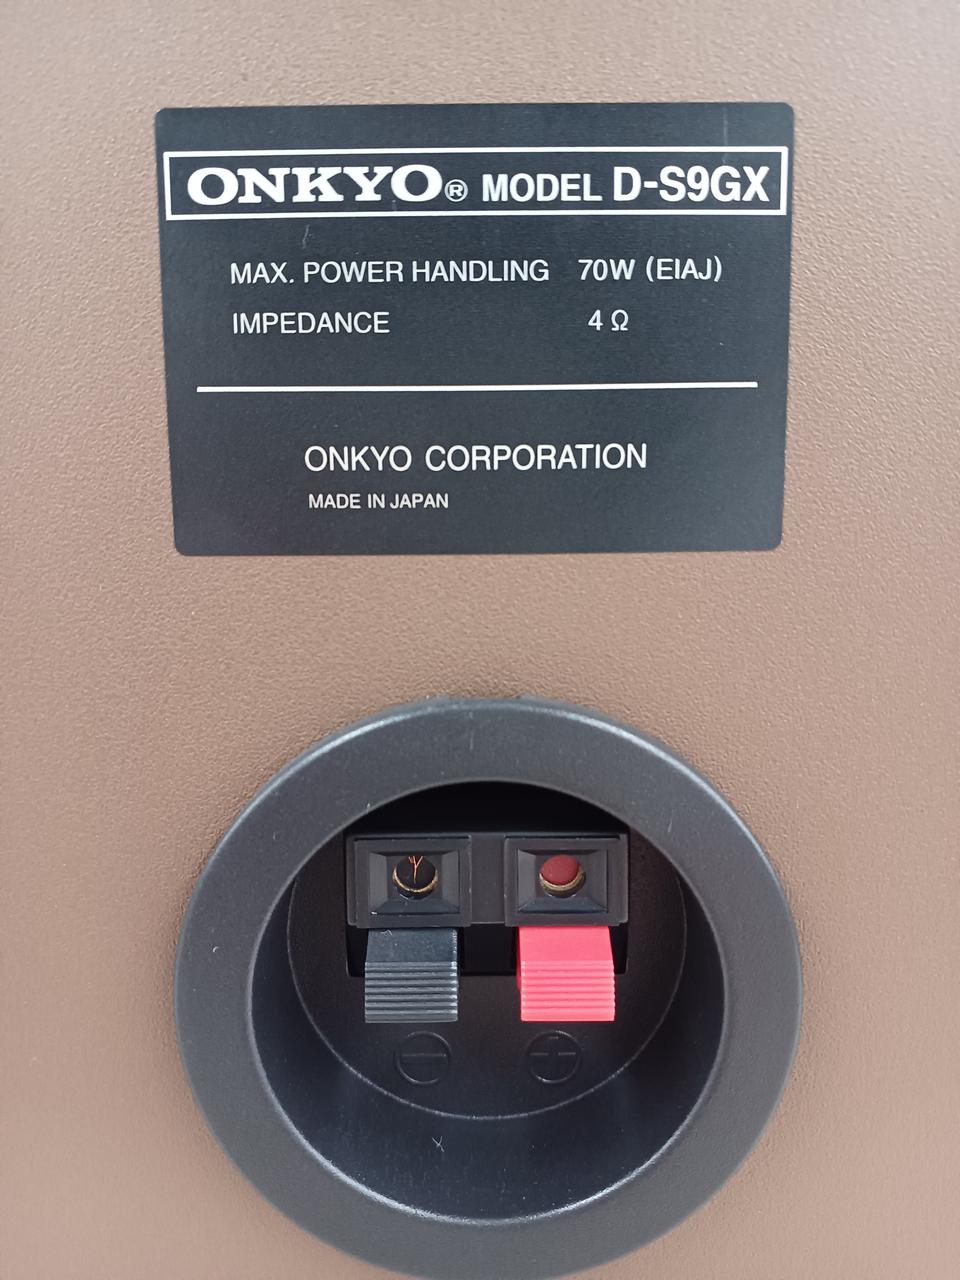 ONKYO® MODEL D-S9GX
MAX. POWER HANDLING 70W (EIAJ)
IMPEDANCE 4 Ω
ONKYO CORPORATION
MADE IN JAPAN
⊖ ⊕